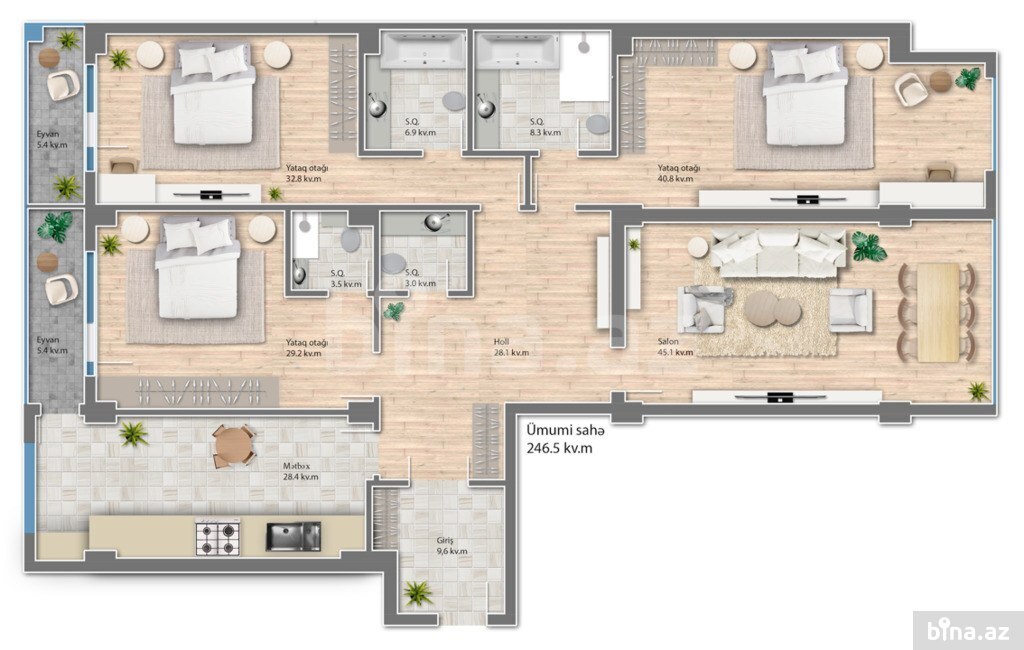 Eyvan
5.4 kv.m
Yataq otağı
32.8 kv.m
S.Q.
6.9 kv.m
S.Q.
8.3 kv.m
Yataq otağı
40.8 kv.m
Eyvan
5.4 kv.m
Yataq otağı
29.2 kv.m
S.Q.
3.5 kv.m
S.Q.
3.0 kv.m
Holl
28.1 kv.m
Salon
45.1 kv.m
bina.az
Ümumi sahə
246.5 kv.m
Mətbəx
28.4 kv.m
Giriş
9,6 kv.m
bina.az